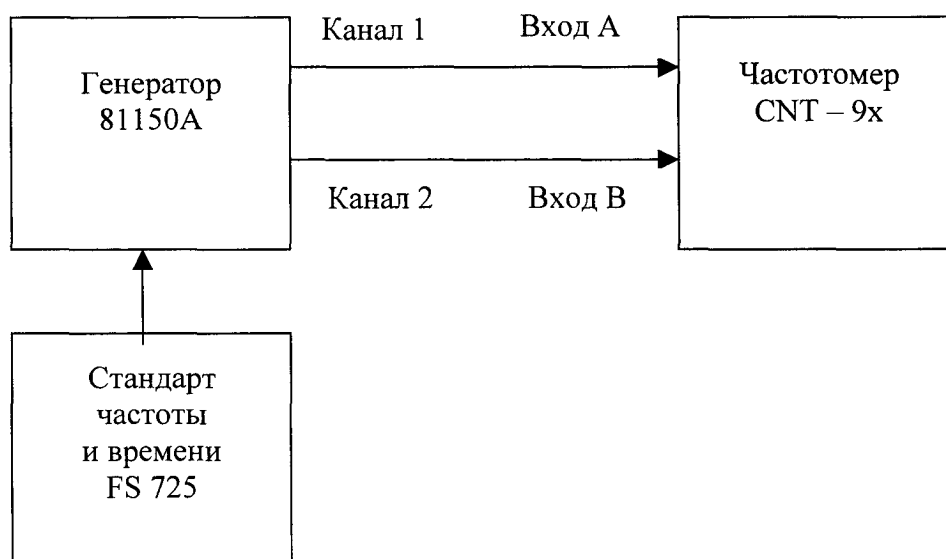 Канал 1
Вход А
Генератор
81150А
Частотомер
CNT – 9x
Канал 2
Вход В
Стандарт
частоты
и времени
FS 725